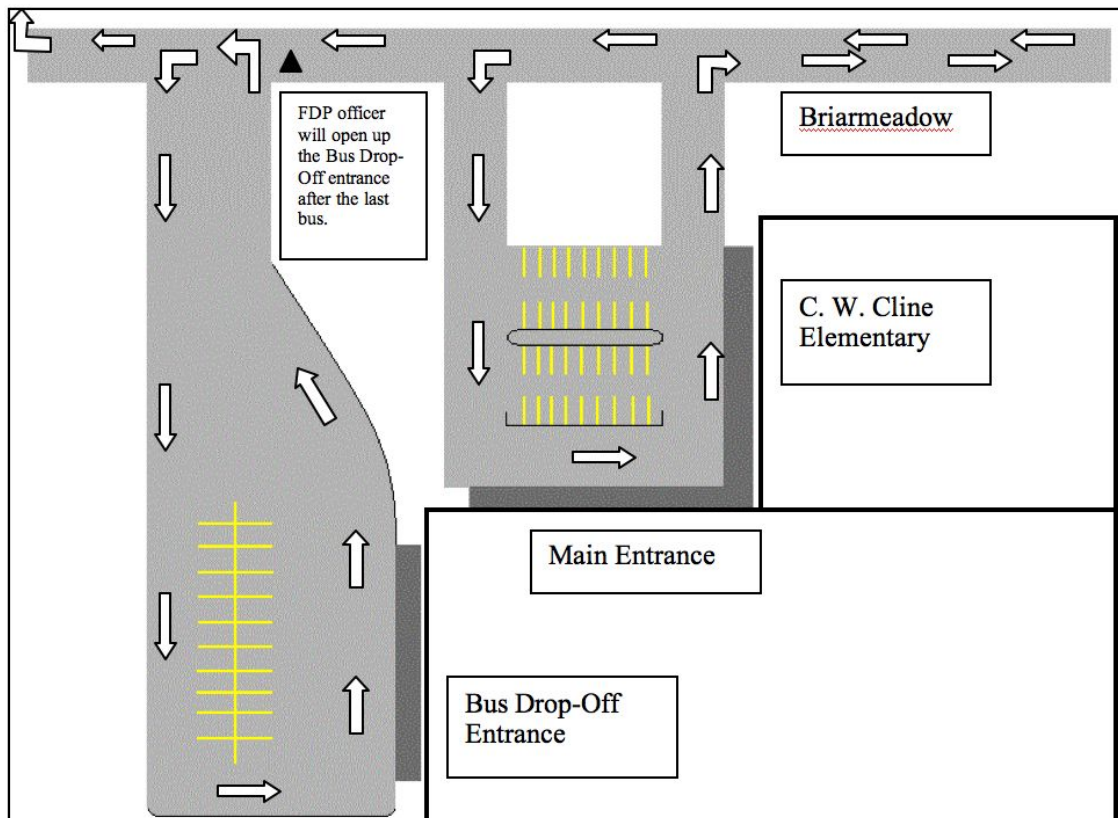 FDP officer
will open up
the Bus Drop-
Off entrance
after the last
bus.
Briarmeadow
C. W. Cline
Elementary
Main Entrance
Bus Drop-Off
Entrance